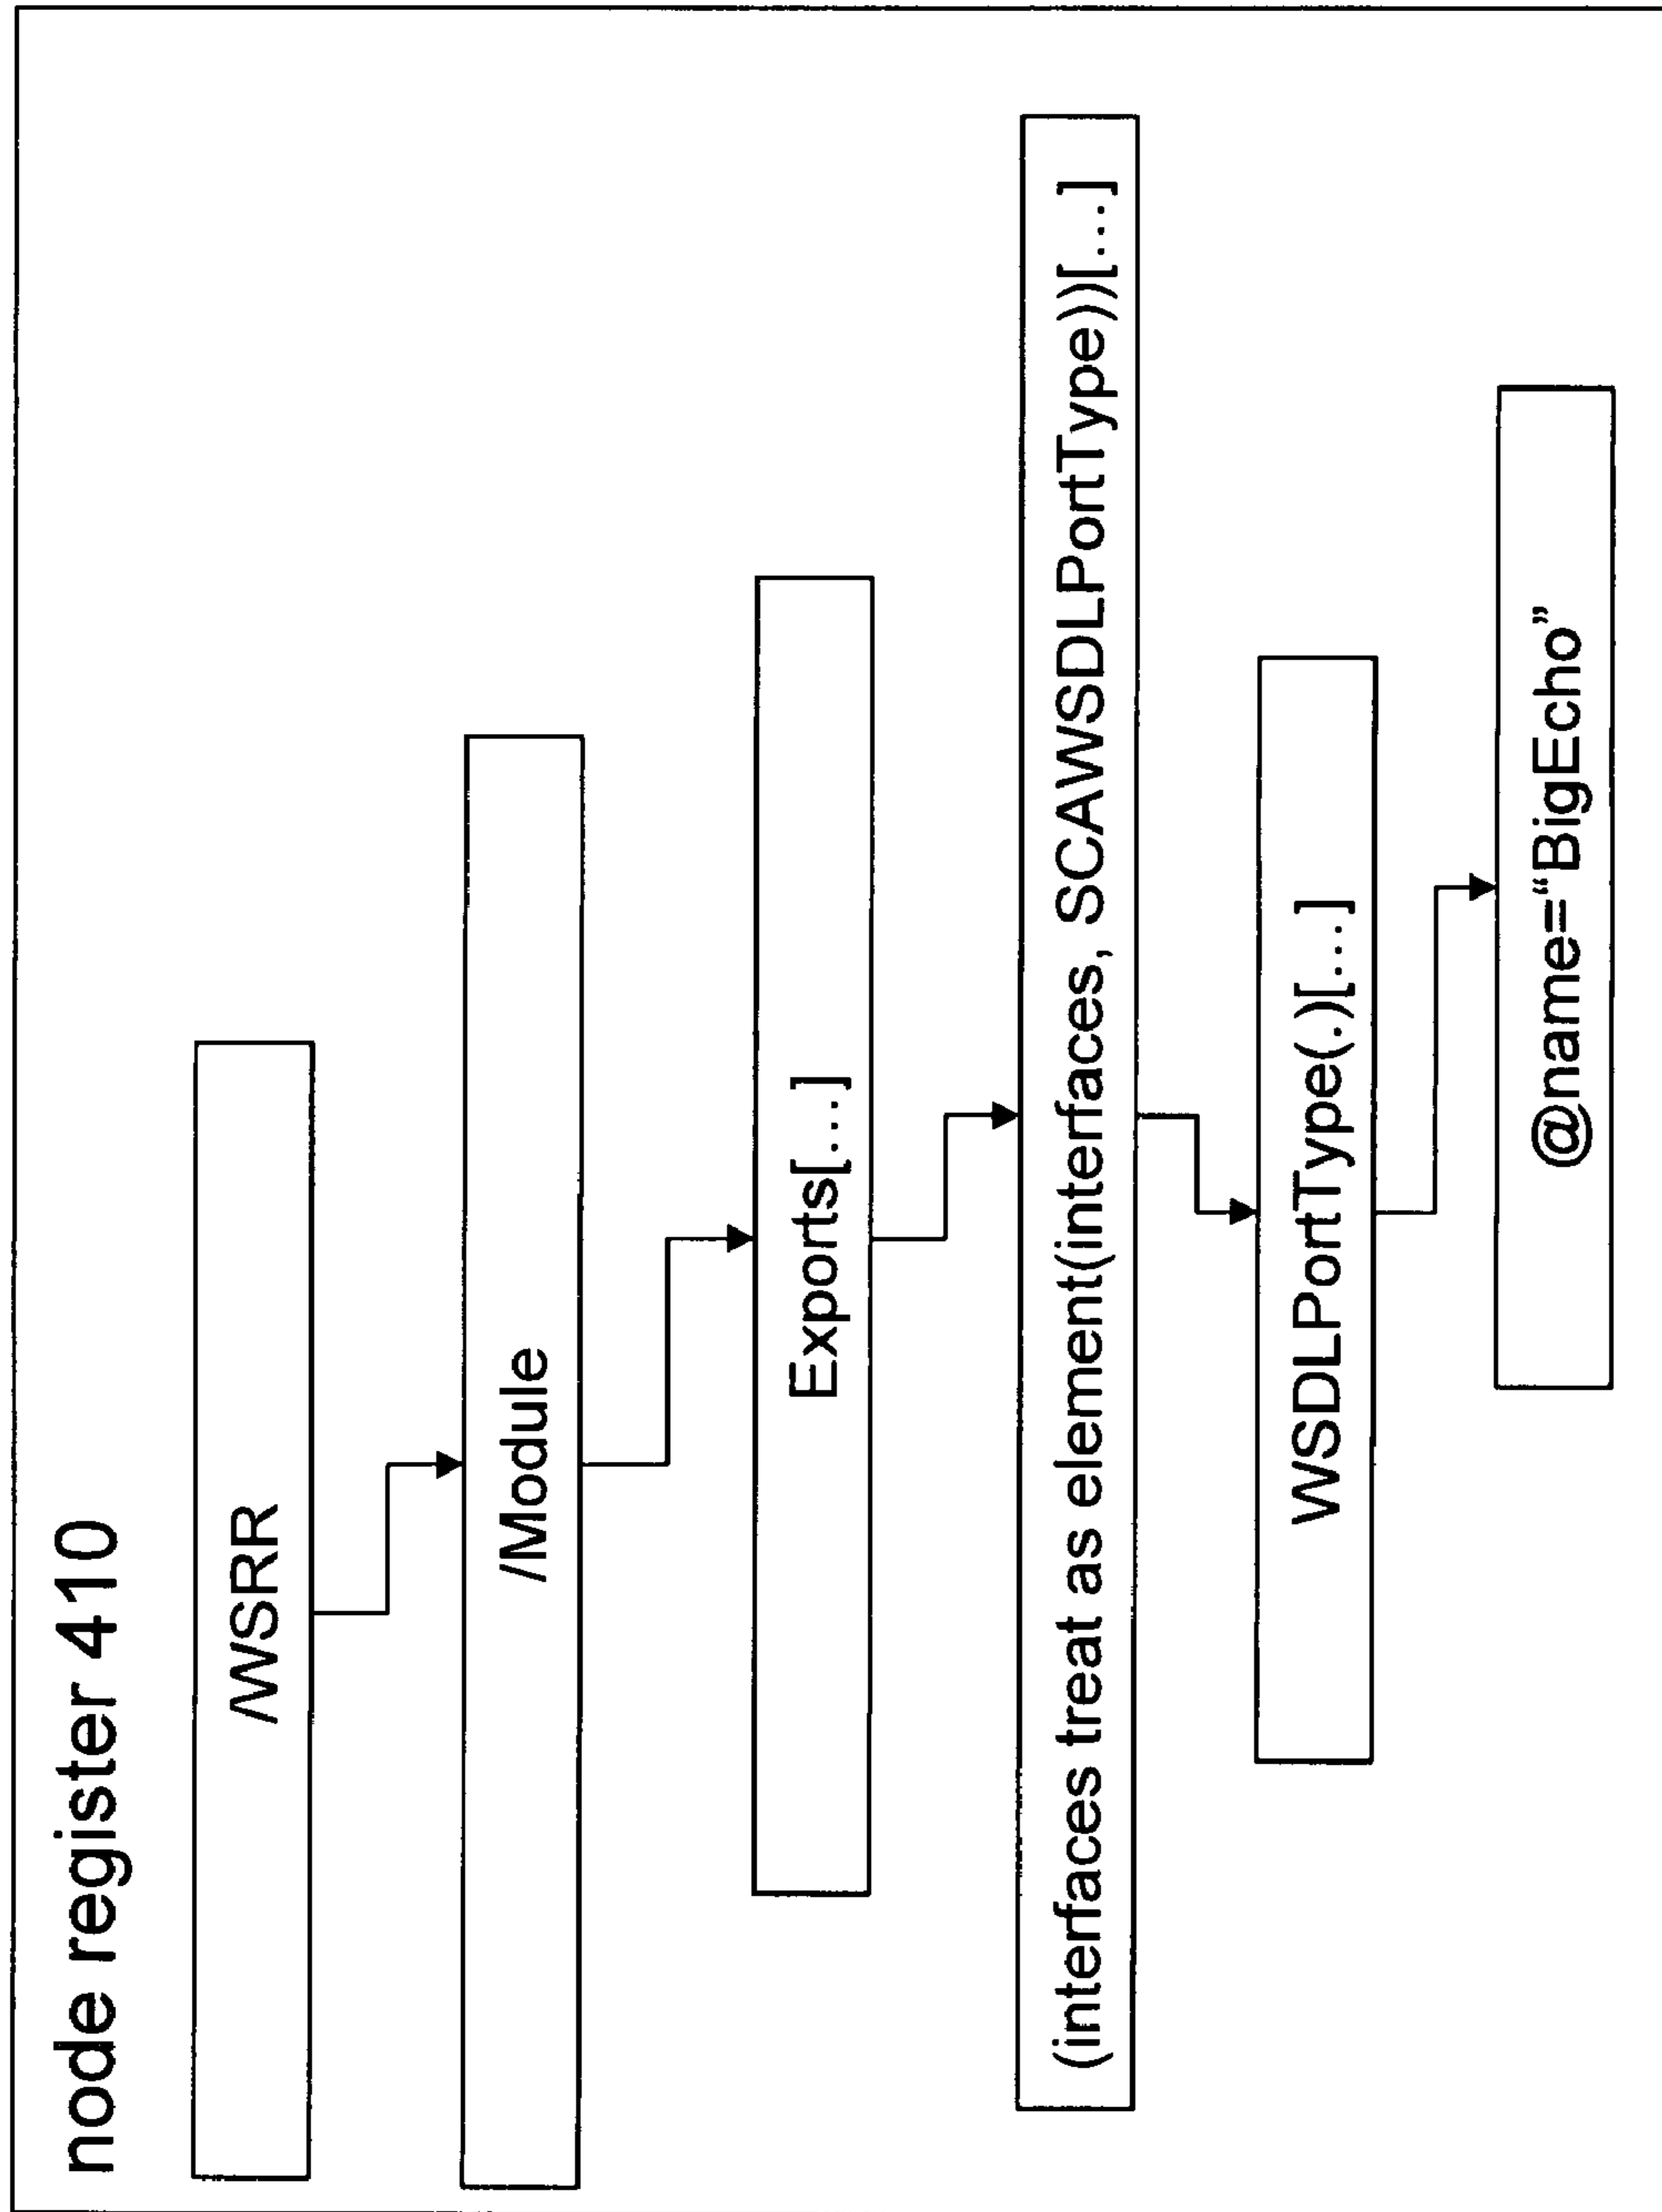 node register 410
/WSRR
/Module
Exports[…]
(interfaces treat as element(interfaces, SCAWSDLPortType))[…]
WSDLPortType(.)[…]
@name=“BigEcho”